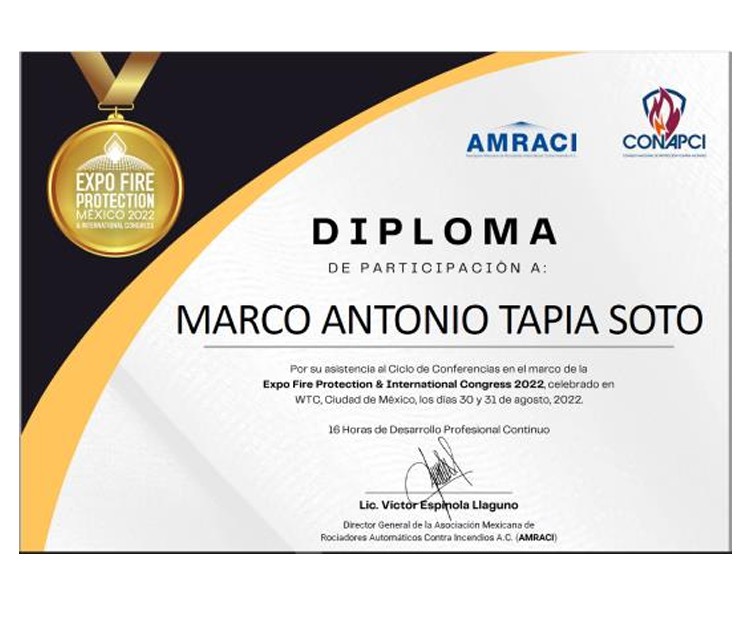 EXPO FIRE
PROTECTION
MÉXICO 2022
& INTERNATIONAL CONGRESS
AMRACI
CONAPCI
DIPLOMA
DE PARTICIPACIÓN A:
MARCO ANTONIO TAPIA SOTO
Por su asistencia al Ciclo de Conferencias en el marco de la
Expo Fire Protection & International Congress 2022, celebrado en
WTC, Ciudad de México, los días 30 y 31 de agosto, 2022.
16 Horas de Desarrollo Profesional Continuo
Lic. Víctor Espínola Llaguno
Director General de la Asociación Mexicana de
Rociadores Automáticos Contra Incendios A.C. (AMRACI)